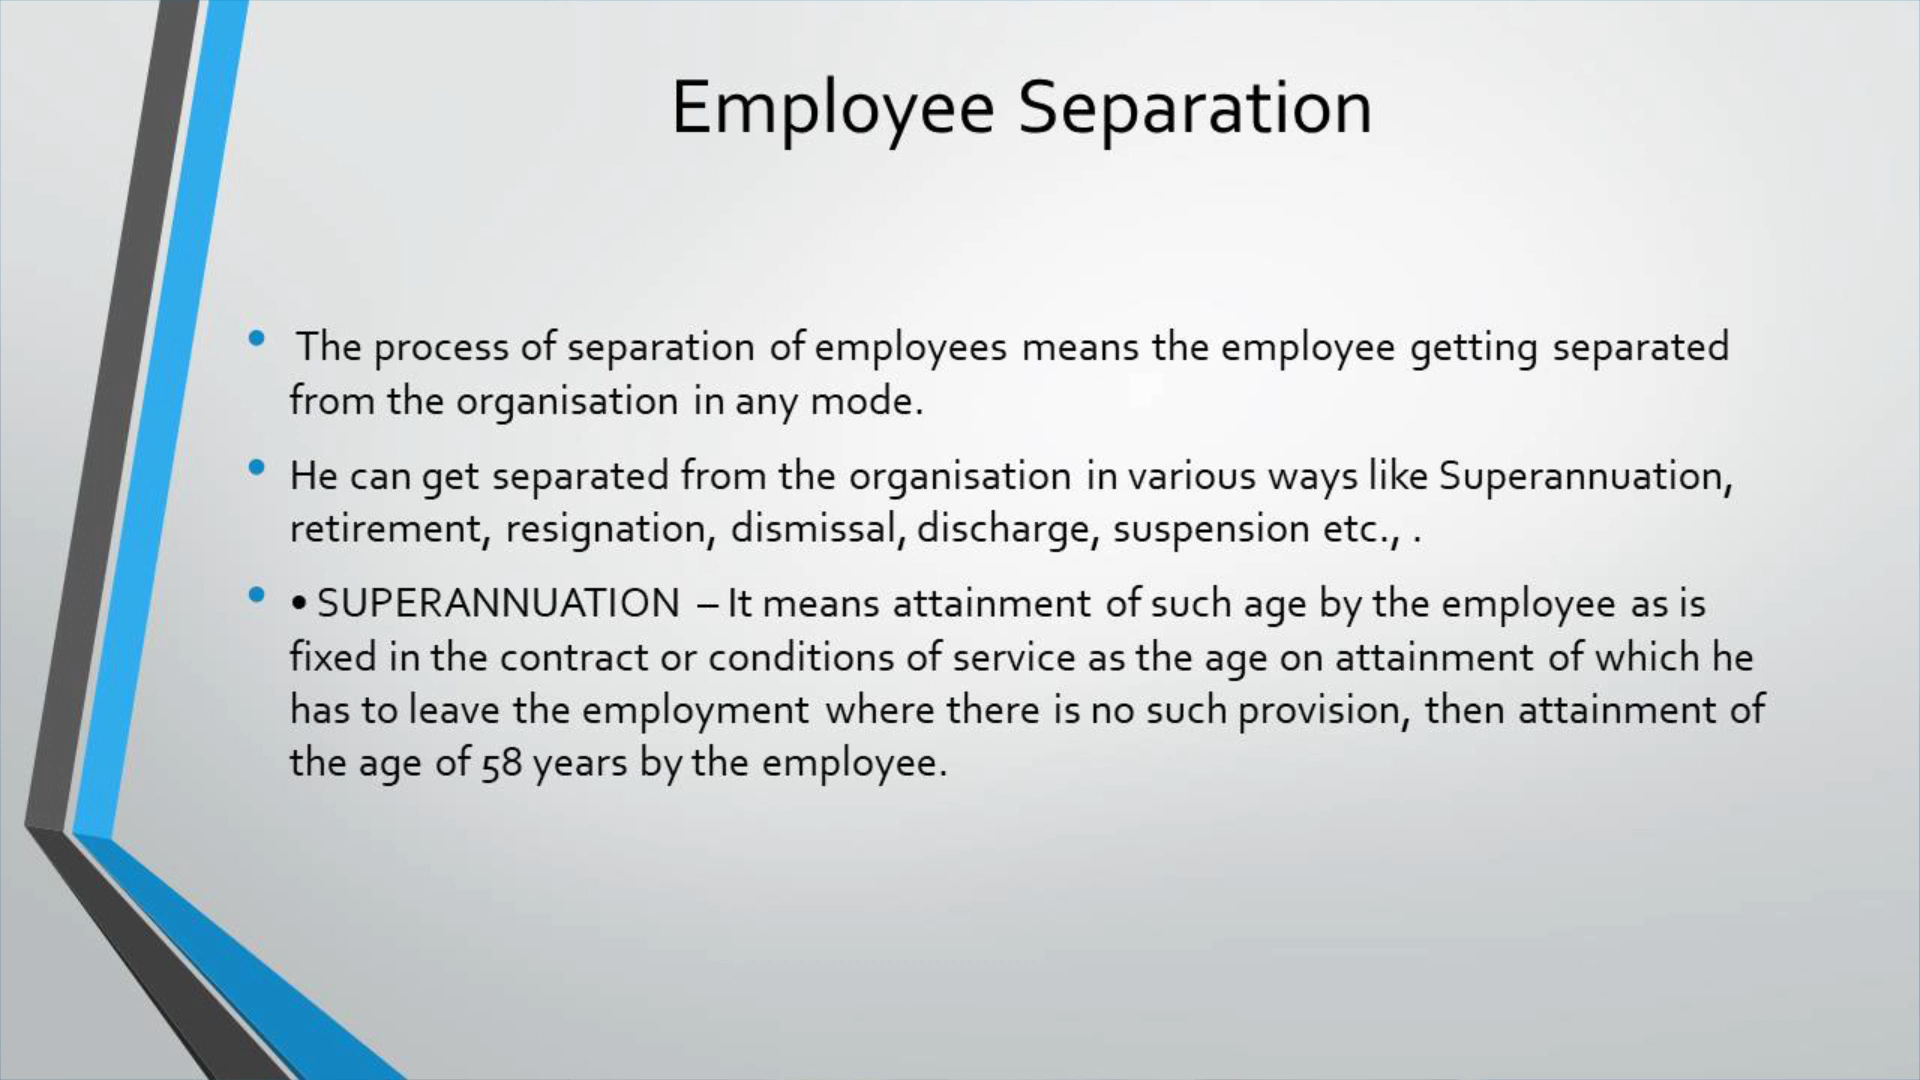 Employee Separation
• The process of separation of employees means the employee getting separated
from the organisation in any mode.
• He can get separated from the organisation in various ways like Superannuation,
retirement, resignation, dismissal, discharge, suspension etc., .
• • SUPERANNUATION – It means attainment of such age by the employee as is
fixed in the contract or conditions of service as the age on attainment of which he
has to leave the employment where there is no such provision, then attainment of
the age of 58 years by the employee.